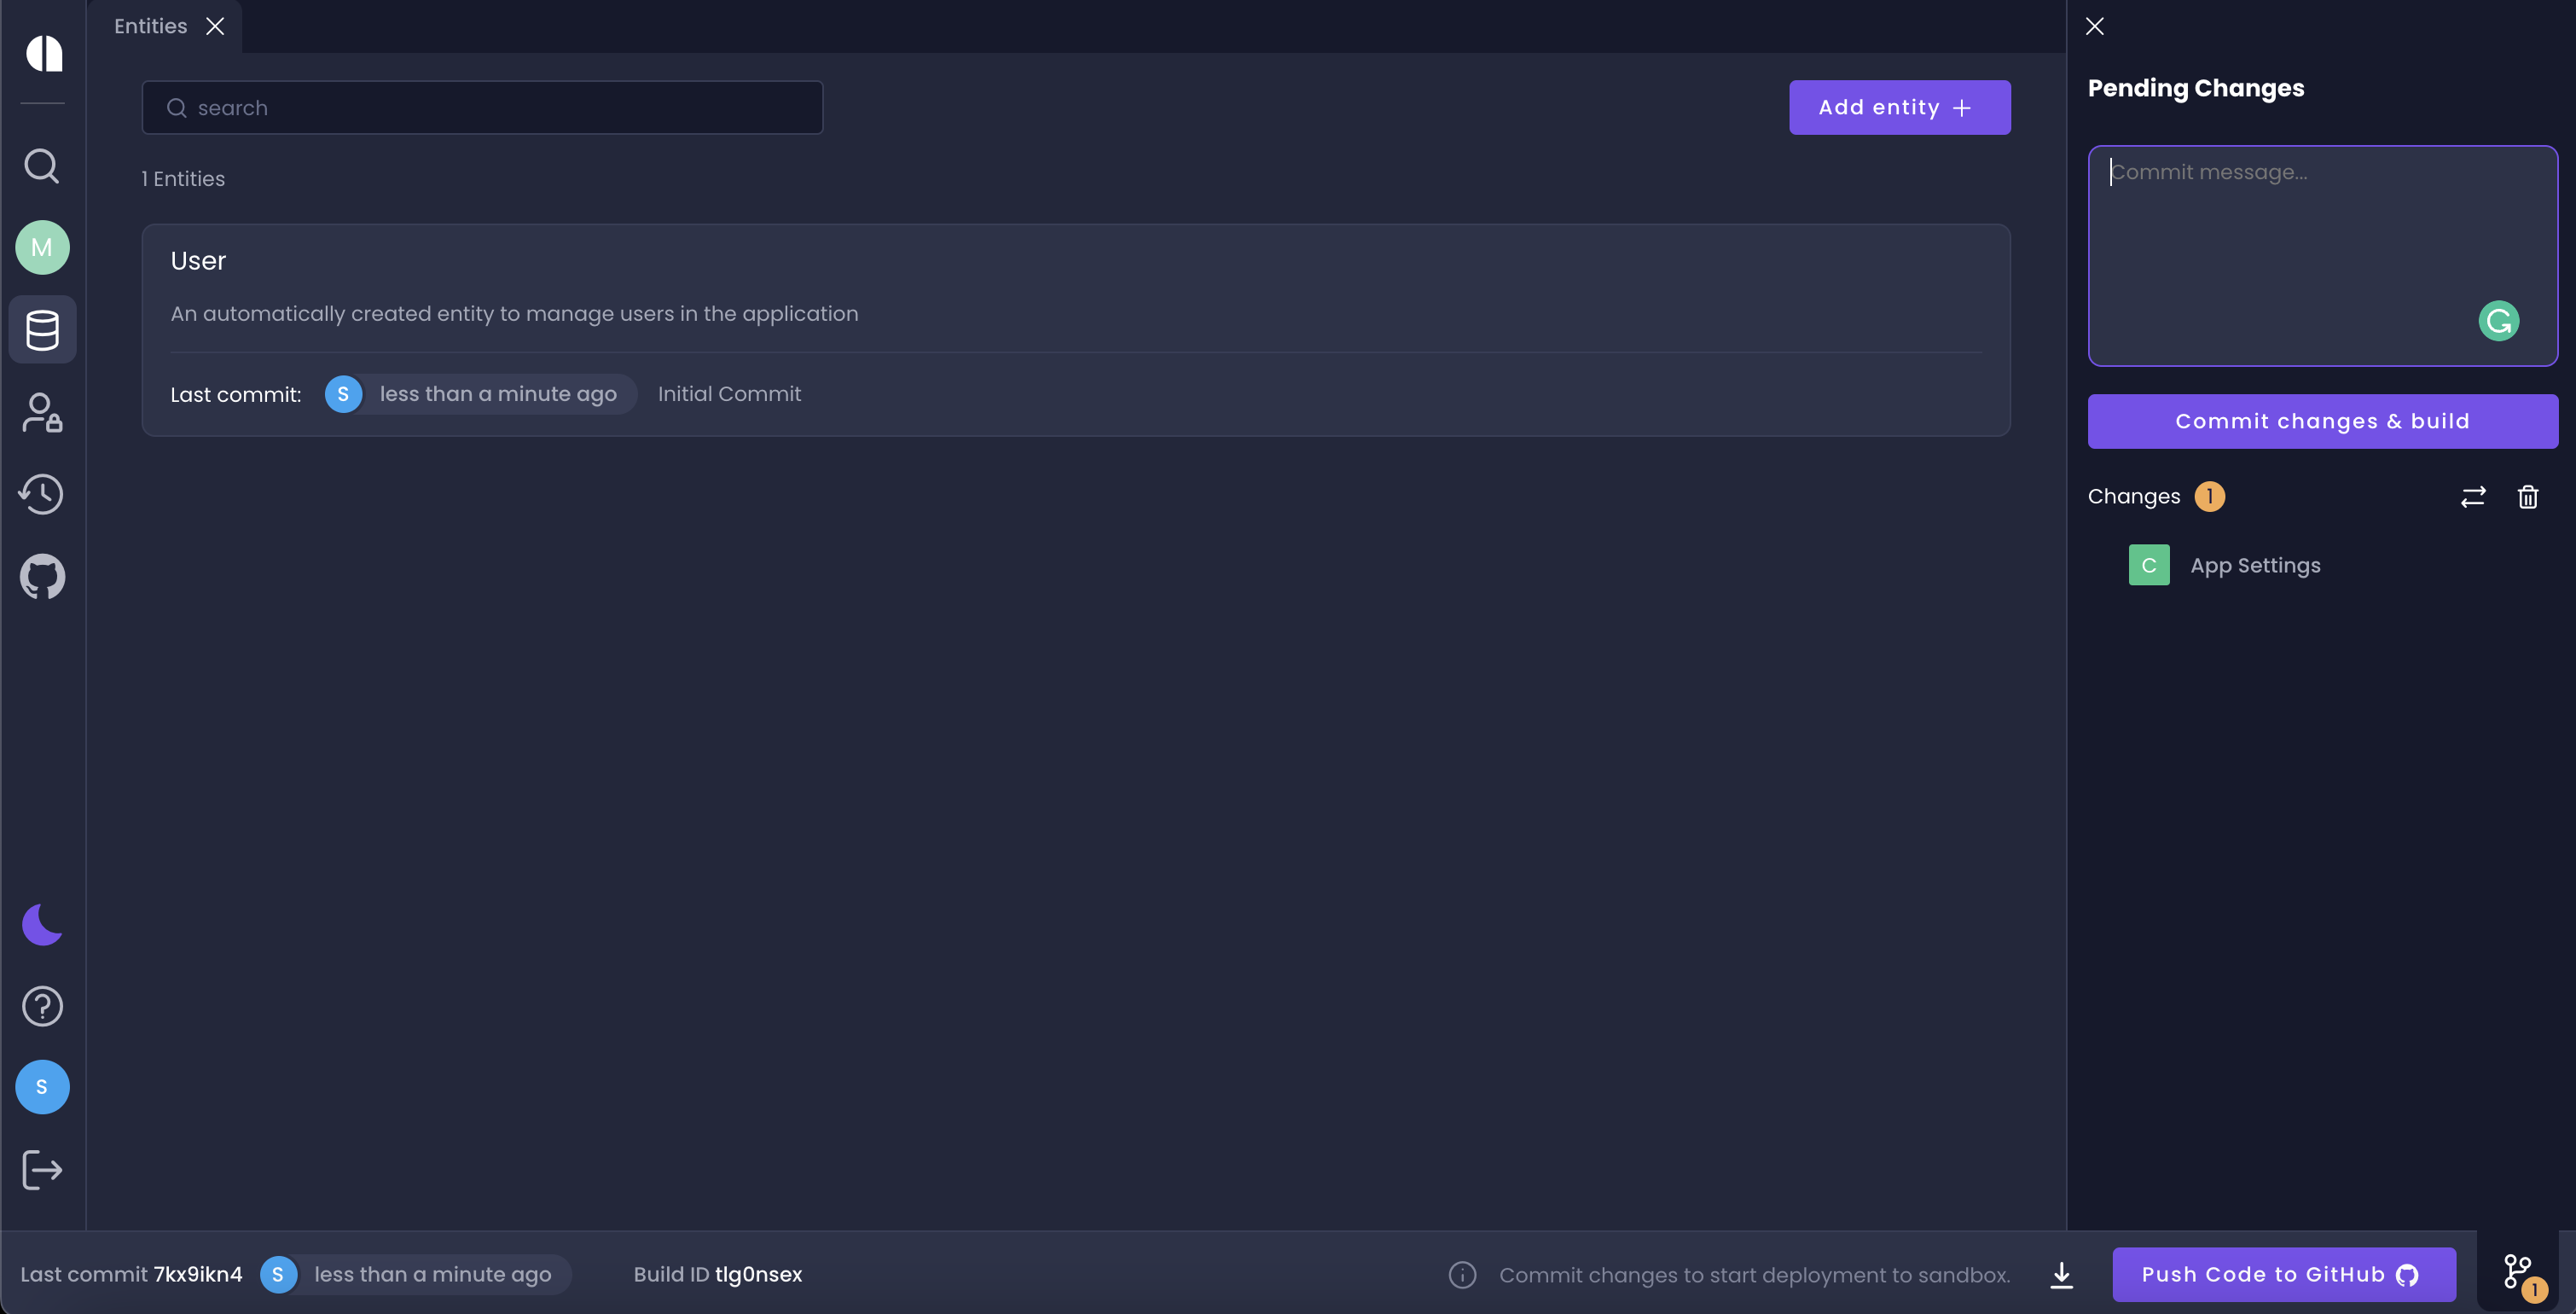 Entities
search
Add entity
1 Entities
User
An automatically created entity to manage users in the application
Last commit: S less than a minute ago Initial Commit
M
S
Pending Changes
Commit message...
Commit changes & build
Changes 1
C App Settings
Last commit 7kx9ikn4 S less than a minute ago Build ID tlg0nsex
Commit changes to start deployment to sandbox.
Push Code to GitHub
1